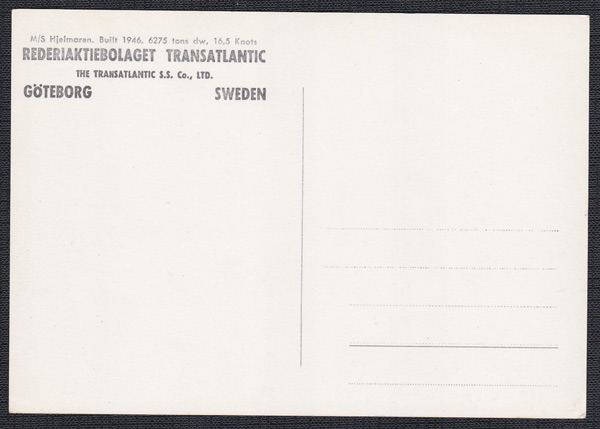 M/S Hjelmaren. Built 1946, 6275 tons dw, 16,5 Knots
REDERIAKTIEBOLAGET TRANSATLANTIC
THE TRANSATLANTIC S.S. Co., LTD.
GÖTEBORG SWEDEN